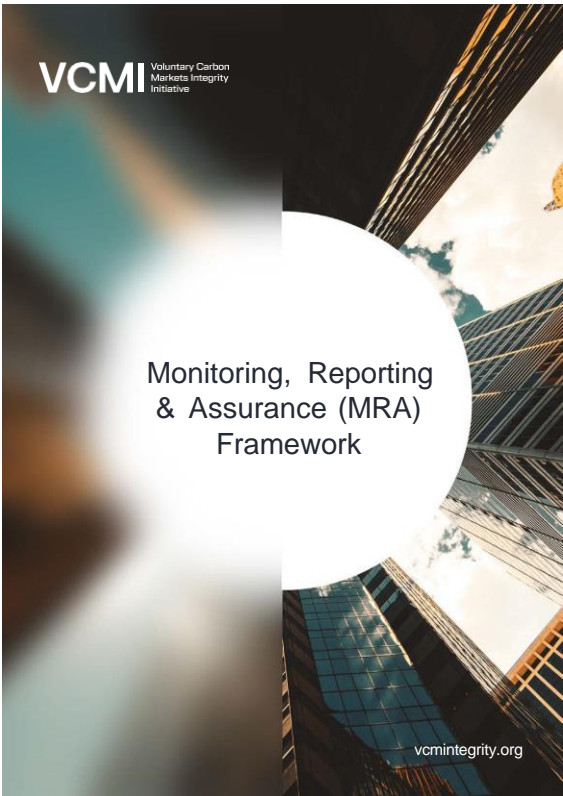 VCMI
Voluntary Carbon
Markets Integrity
Initiative
Monitoring, Reporting
& Assurance (MRA)
Framework
vcmintegrity.org